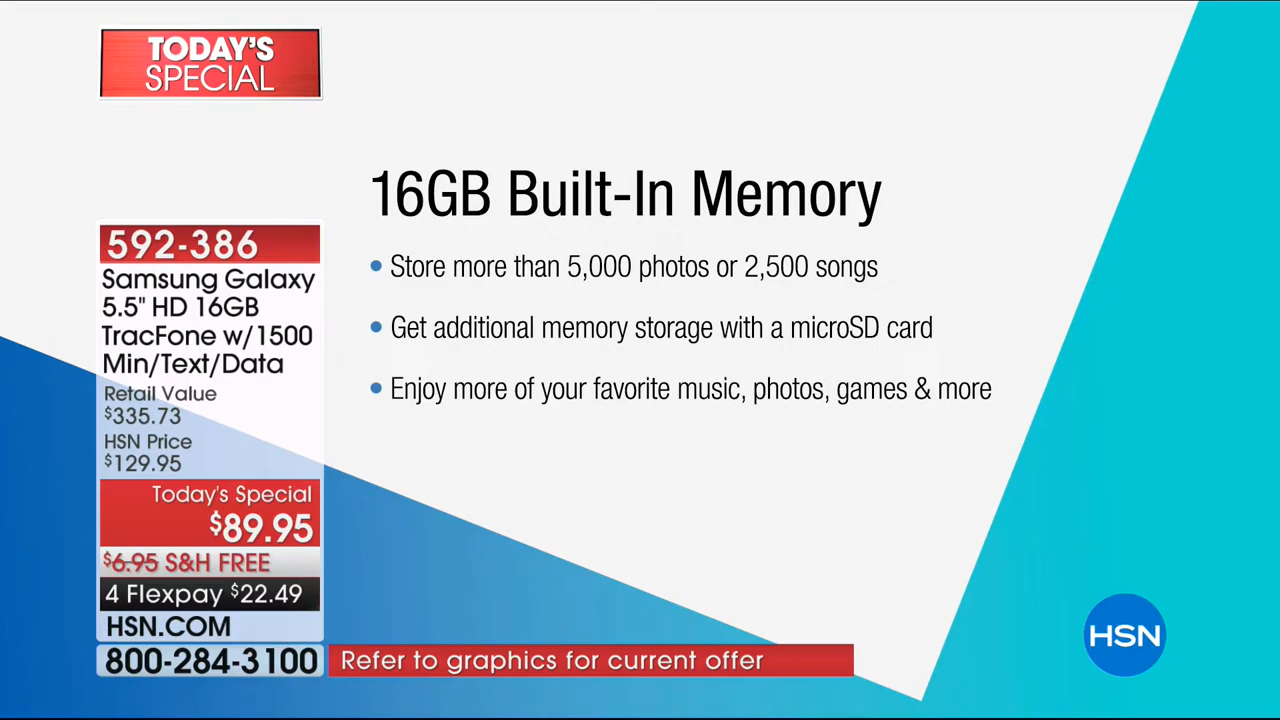 TODAY'S
SPECIAL
16GB Built-In Memory
• Store more than 5,000 photos or 2,500 songs
• Get additional memory storage with a microSD card
• Enjoy more of your favorite music, photos, games & more
592-386
Samsung Galaxy
5.5" HD 16GB
TracFone w/1500
Min/Text/Data
Retail Value
$335.73
HSN Price
$129.95
Today's Special
$89.95
$6.95 S&H FREE
4 Flexpay $22.49
HSN.COM
800-284-3100
Refer to graphics for current offer
HSN